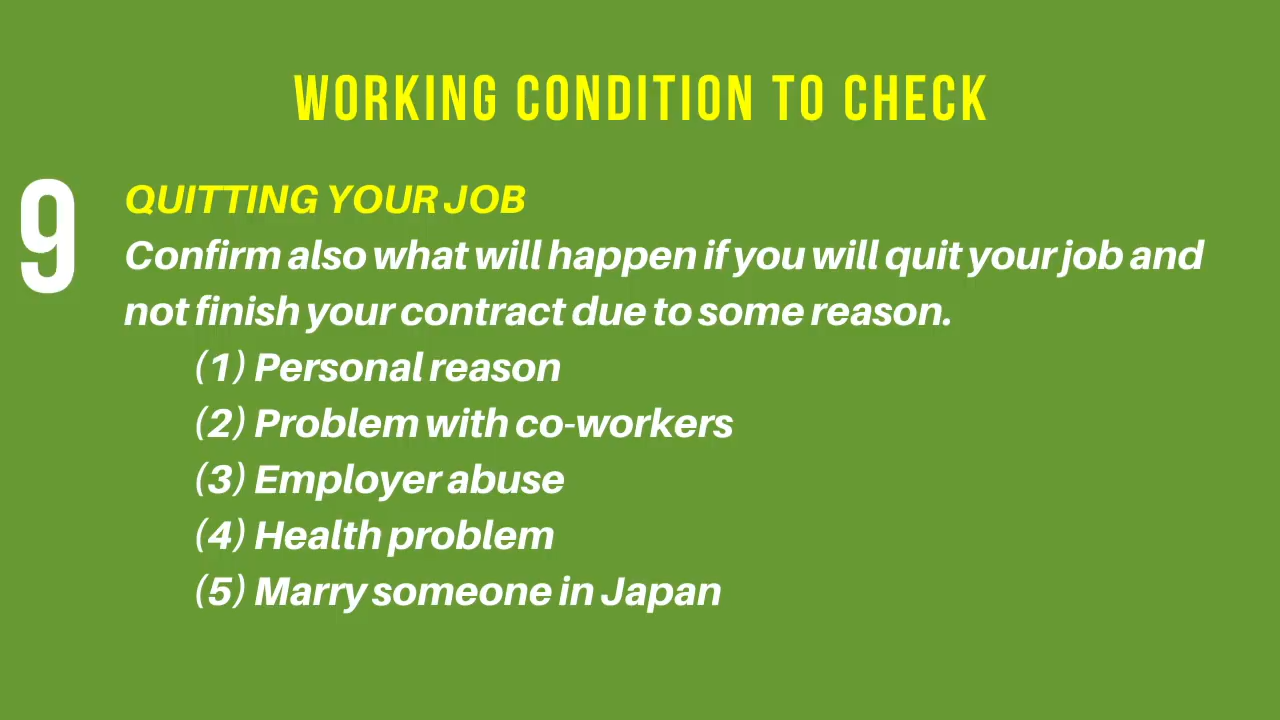 WORKING CONDITION TO CHECK
9
QUITTING YOUR JOB
Confirm also what will happen if you will quit your job and
not finish your contract due to some reason.
(1) Personal reason
(2) Problem with co-workers
(3) Employer abuse
(4) Health problem
(5) Marry someone in Japan